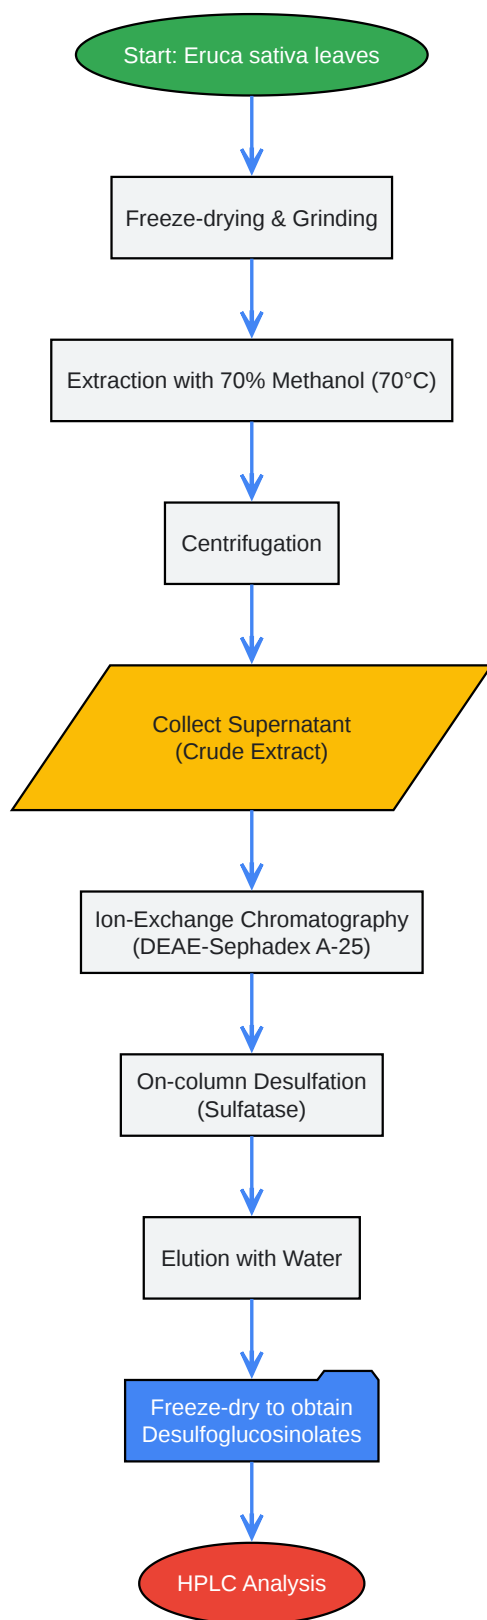 Start: Eruca sativa leaves
Freeze-drying & Grinding
Extraction with 70% Methanol (70°C)
Centrifugation
Collect Supernatant
(Crude Extract)
Ion-Exchange Chromatography
(DEAE-Sephadex A-25)
On-column Desulfation
(Sulfatase)
Elution with Water
Freeze-dry to obtain
Desulfoglucosinolates
HPLC Analysis